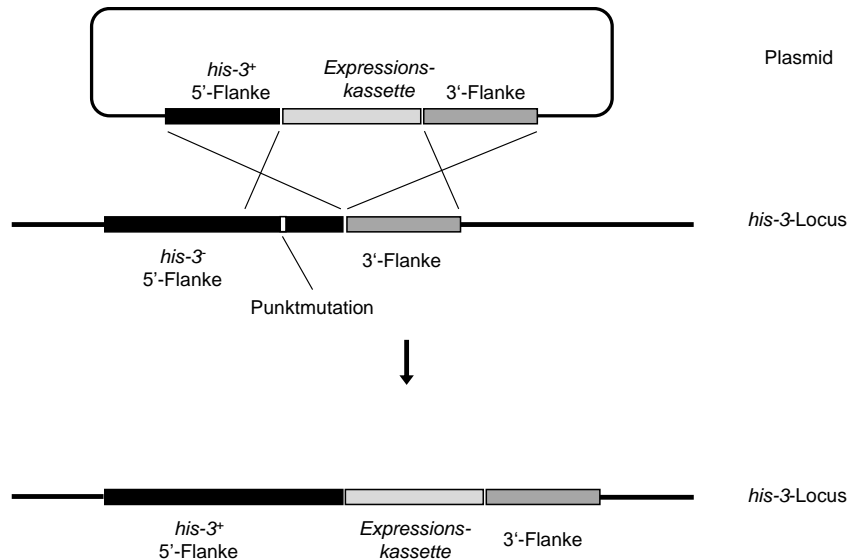 his-3⁺
5'-Flanke
Expressions-
kassette
3‘-Flanke
Plasmid
his-3-Locus
his-3⁻
5’-Flanke
3‘-Flanke
Punktmutation
his-3-Locus
his-3⁺
5’-Flanke
Expressions-
kassette
3‘-Flanke